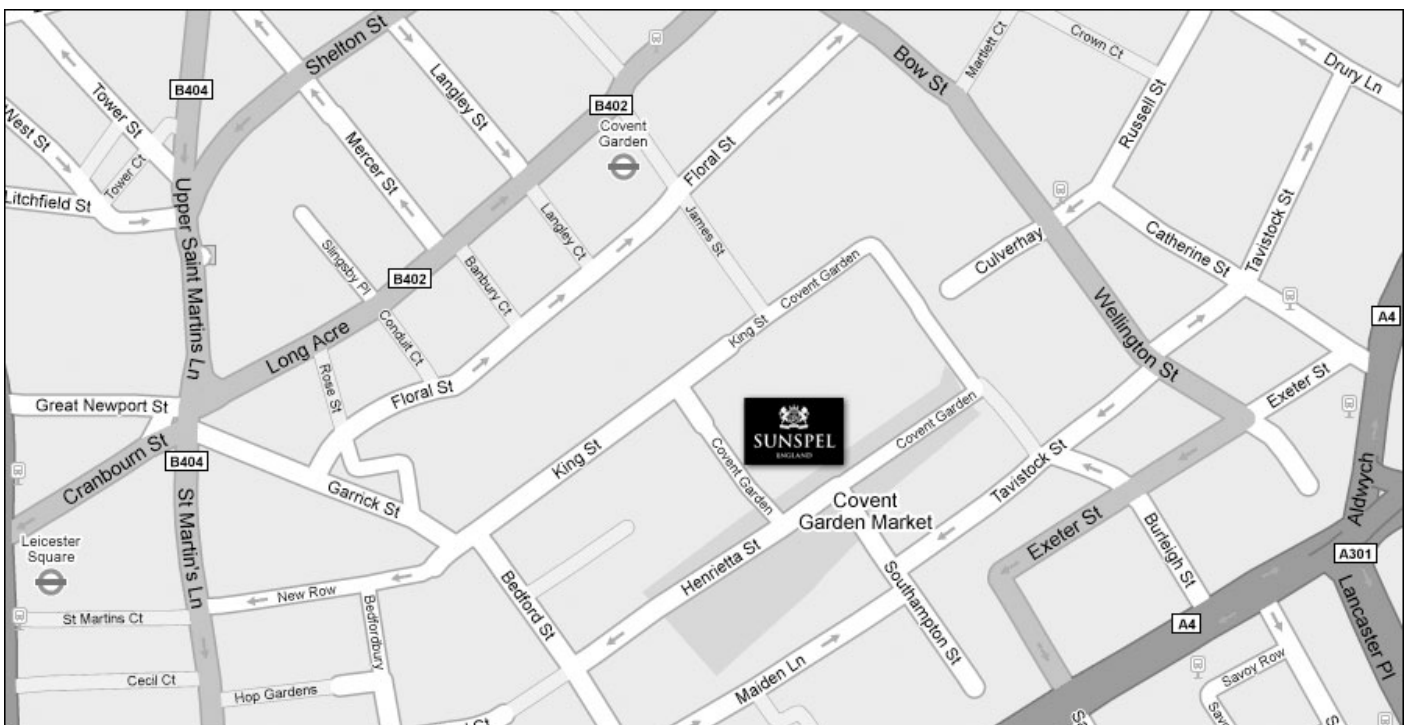 Shelton St
Bow St
Martlett Ct
Crown Ct
Drury Ln
Tower St
B404
Langley St
B402
Covent
Garden
Russell St
West St
Tower Ct
Mercer St
Floral St
Litchfield St
Upper Saint Martins Ln
Slingsby Pl
Langley Ct
James St
Culverhay
Catherine St
Tavistock St
B402
Banbury Ct
Covent Garden
Wellington St
A4
Long Acre
Conduit Ct
King St
Rose St
Floral St
Exeter St
Great Newport St
SUNSPEL
ENGLAND
Covent Garden
Covent Garden
Cranbourn St
B404
King St
Garrick St
Tavistock St
Covent
Garden Market
Aldwych
St Martin's Ln
Exeter St
Burleigh St
Leicester
Square
A301
Henrietta St
Bedford St
Southampton St
New Row
Bedfordbury
Lancaster Pl
St Martins Ct
A4
Maiden Ln
Savoy Row
Cecil Ct
Hop Gardens